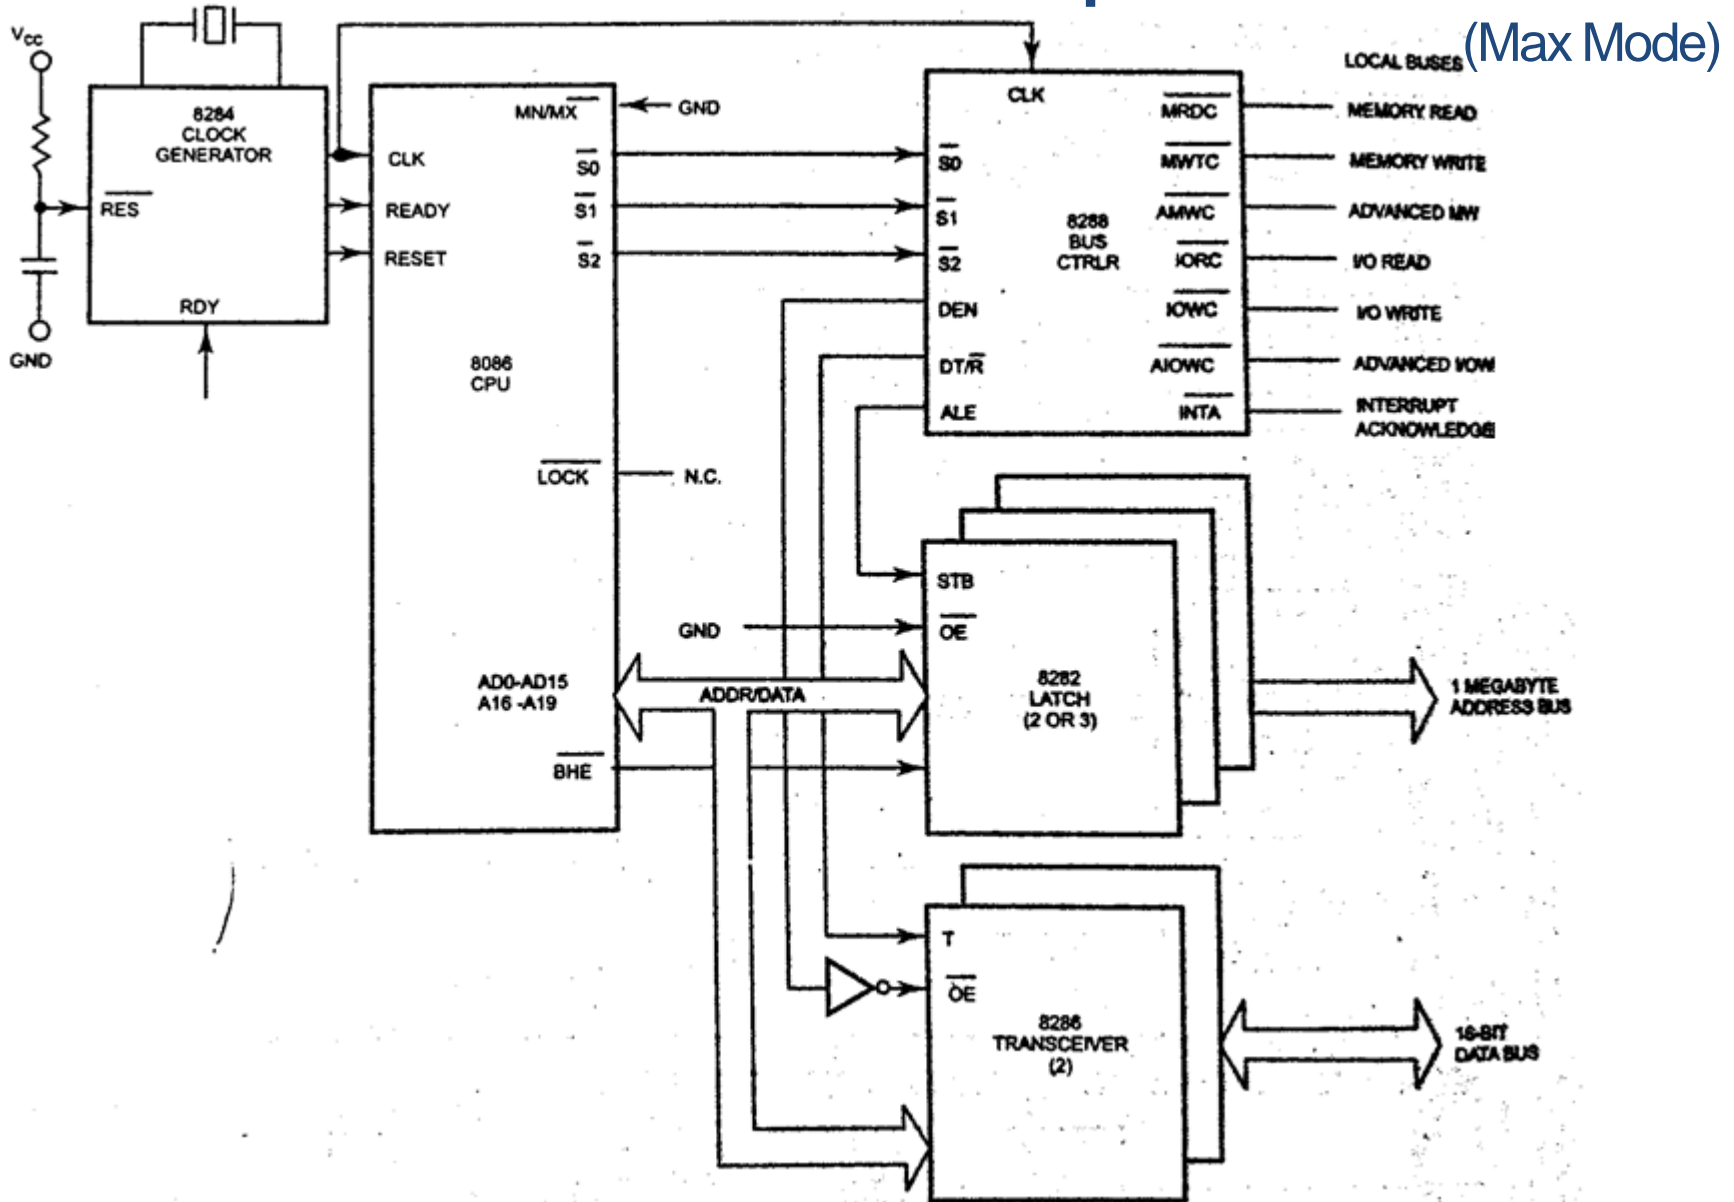 (Max Mode)
VCC
GND
8284
CLOCK
GENERATOR
RES
RDY
CLK
READY
RESET
MN/MX
S0
S1
S2
8086
CPU
LOCK
AD0-AD15
A16 -A19
BHE
GND
N.C.
ADDR/DATA
CLK
S0
S1
S2
DEN
DT/R
ALE
8288
BUS
CTRLR
MRDC
MWTC
AMWC
IORC
IOWC
AIOWC
INTA
LOCAL BUSES
MEMORY READ
MEMORY WRITE
ADVANCED MW
I/O READ
I/O WRITE
ADVANCED I/OW
INTERRUPT
ACKNOWLEDGE
GND
STB
OE
8282
LATCH
(2 OR 3)
1 MEGABYTE
ADDRESS BUS
T
OE
8286
TRANSCEIVER
(2)
16-BIT
DATA BUS